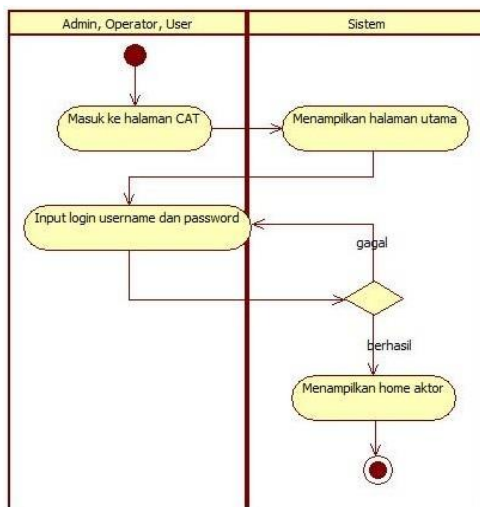 Admin, Operator, User
Sistem
Masuk ke halaman CAT
Menampilkan halaman utama
Input login username dan password
gagal
berhasil
Menampilkan home aktor